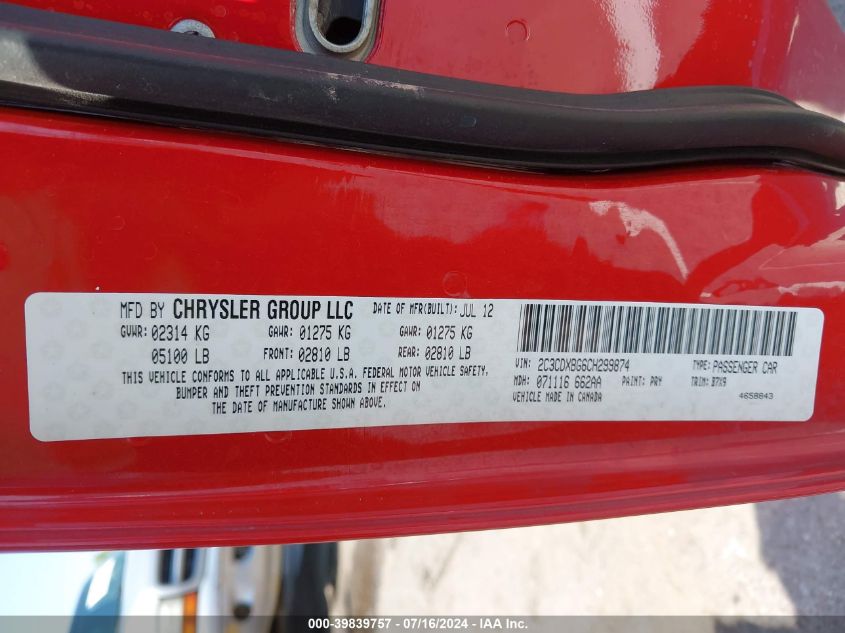 MFD BY CHRYSLER GROUP LLC DATE OF MFR(BUILT): JUL 12
GVWR: 02314 KG GAWR: 01275 KG GAWR: 01275 KG
05100 LB FRONT: 02810 LB REAR: 02810 LB
THIS VEHICLE CONFORMS TO ALL APPLICABLE U.S.A. FEDERAL MOTOR VEHICLE SAFETY,
BUMPER AND THEFT PREVENTION STANDARDS IN EFFECT ON
THE DATE OF MANUFACTURE SHOWN ABOVE.
VIN: 2C3CDXBG6CH299874 TYPE: PASSENGER CAR
MDH: 071116 662AA PAINT: PRY TRIM: B7X9
VEHICLE MADE IN CANADA 4658843
000-39839757 / 07/16/2024 - IAA Inc.